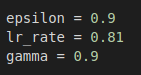 epsilon = 0.9
lr_rate = 0.81
gamma = 0.9